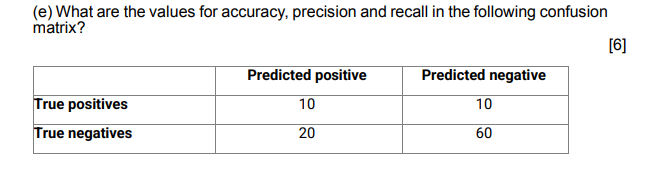 (e) What are the values for accuracy, precision and recall in the following confusion
matrix?
[6]
Predicted positive Predicted negative
True positives 10 10
True negatives 20 60